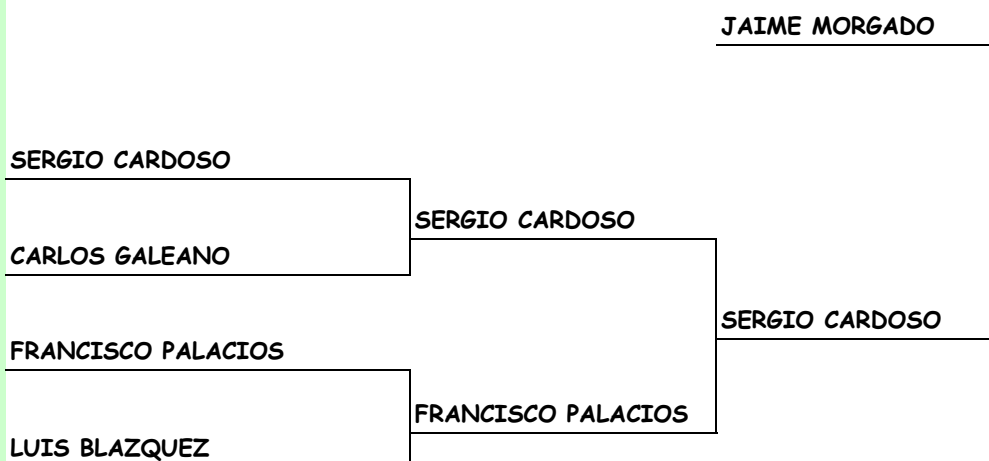 JAIME MORGADO
SERGIO CARDOSO
SERGIO CARDOSO
CARLOS GALEANO
SERGIO CARDOSO
FRANCISCO PALACIOS
FRANCISCO PALACIOS
LUIS BLAZQUEZ